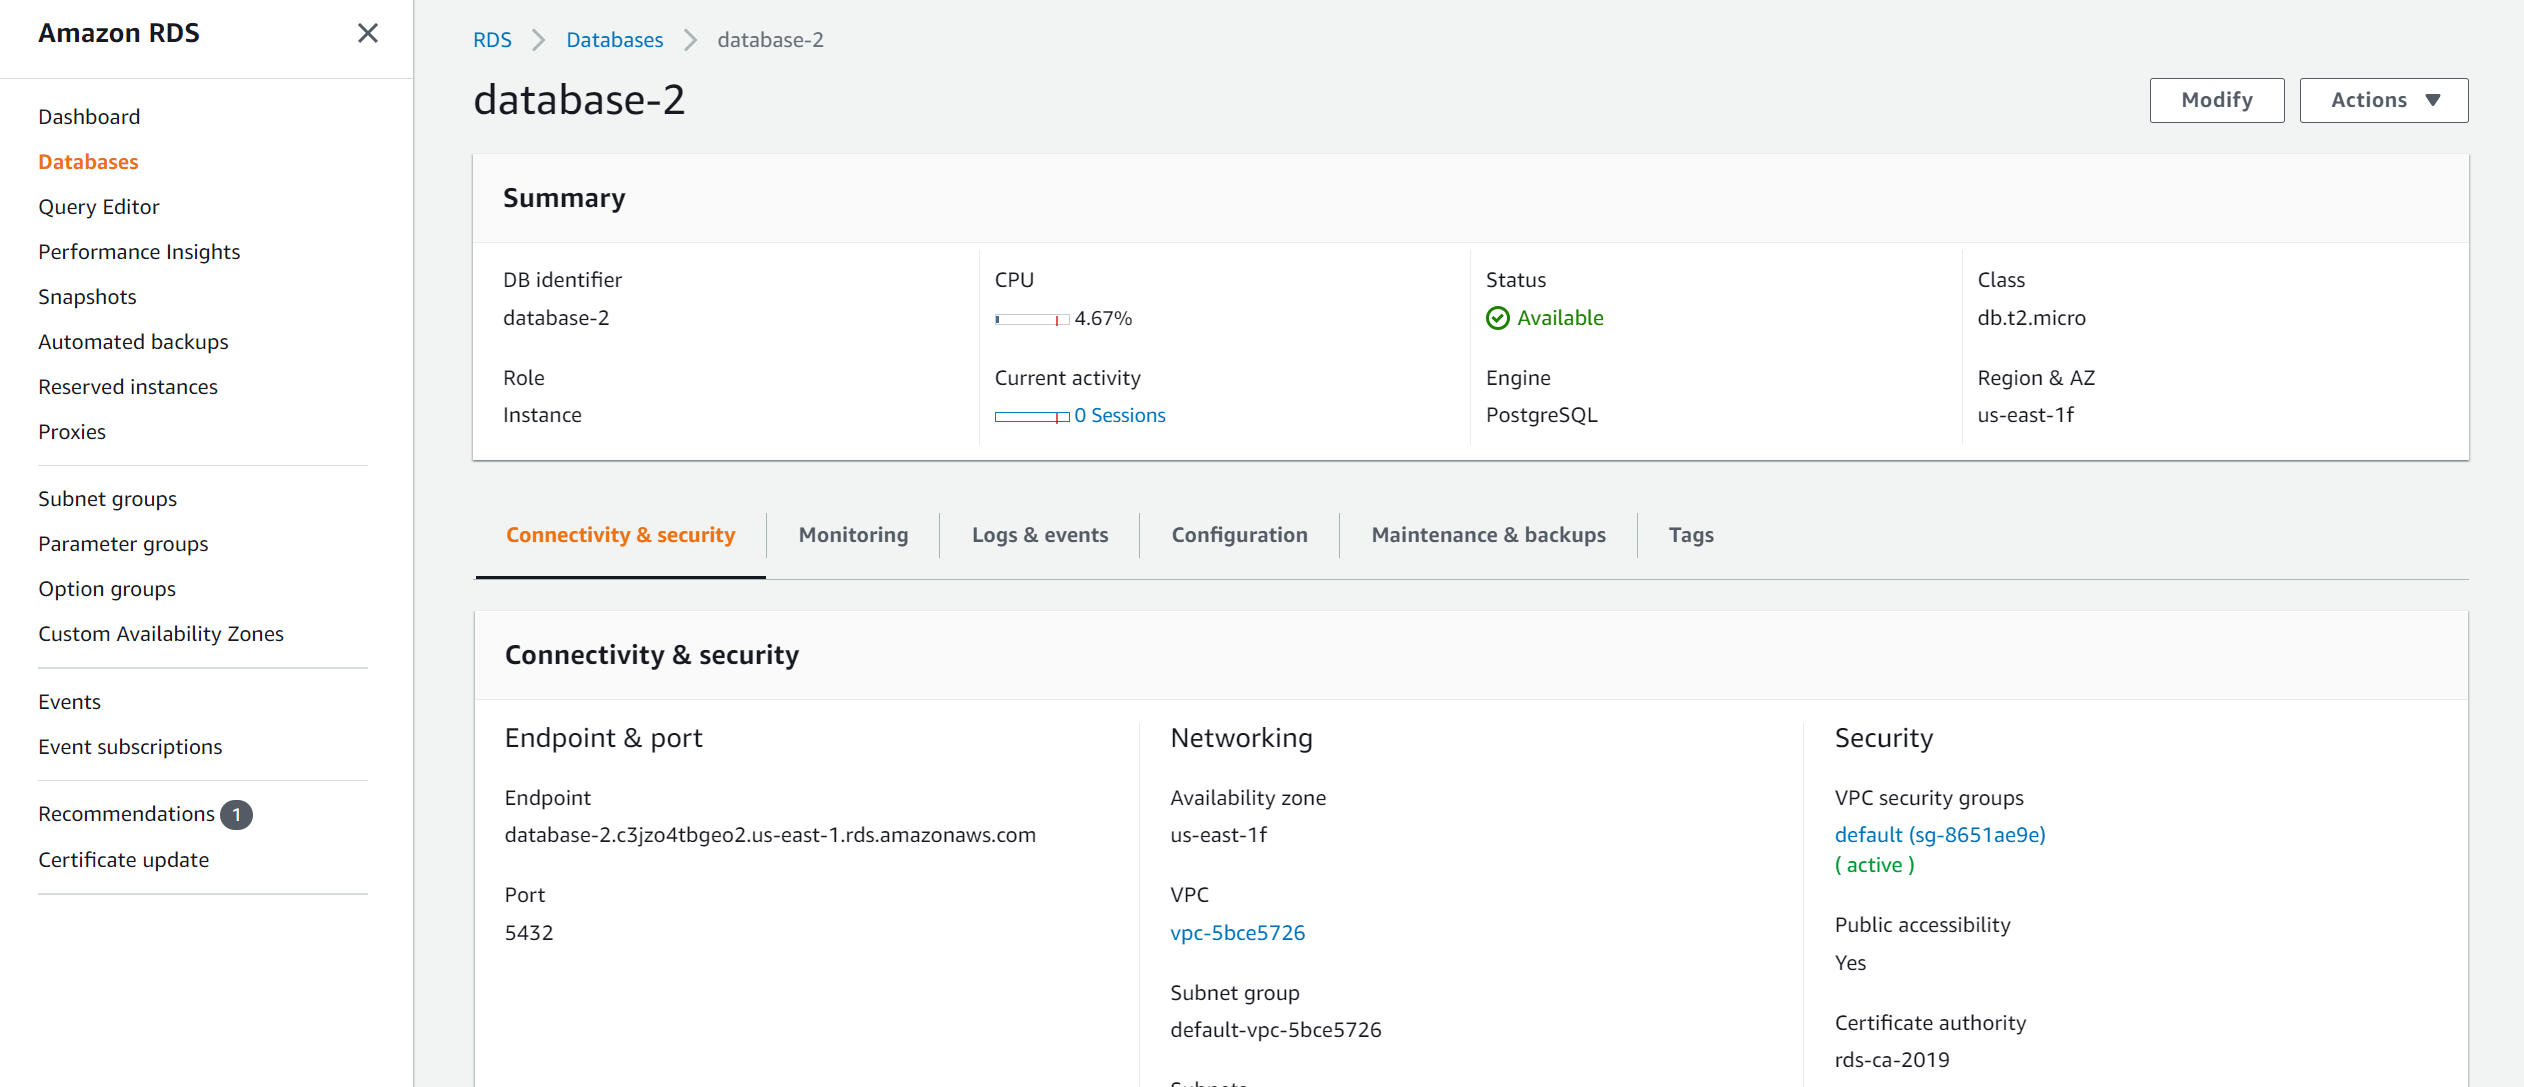 Amazon RDS
Dashboard
Databases
Query Editor
Performance Insights
Snapshots
Automated backups
Reserved instances
Proxies
Subnet groups
Parameter groups
Option groups
Custom Availability Zones
Events
Event subscriptions
Recommendations 1
Certificate update
RDS > Databases > database-2
database-2
Modify
Actions
Summary
DB identifier
database-2
CPU
4.67%
Status
Available
Class
db.t2.micro
Role
Instance
Current activity
0 Sessions
Engine
PostgreSQL
Region & AZ
us-east-1f
Connectivity & security
Monitoring
Logs & events
Configuration
Maintenance & backups
Tags
Connectivity & security
Endpoint & port
Endpoint
database-2.c3jzo4tbgeo2.us-east-1.rds.amazonaws.com
Port
5432
Networking
Availability zone
us-east-1f
VPC
vpc-5bce5726
Subnet group
default-vpc-5bce5726
Security
VPC security groups
default (sg-8651ae9e)
( active )
Public accessibility
Yes
Certificate authority
rds-ca-2019